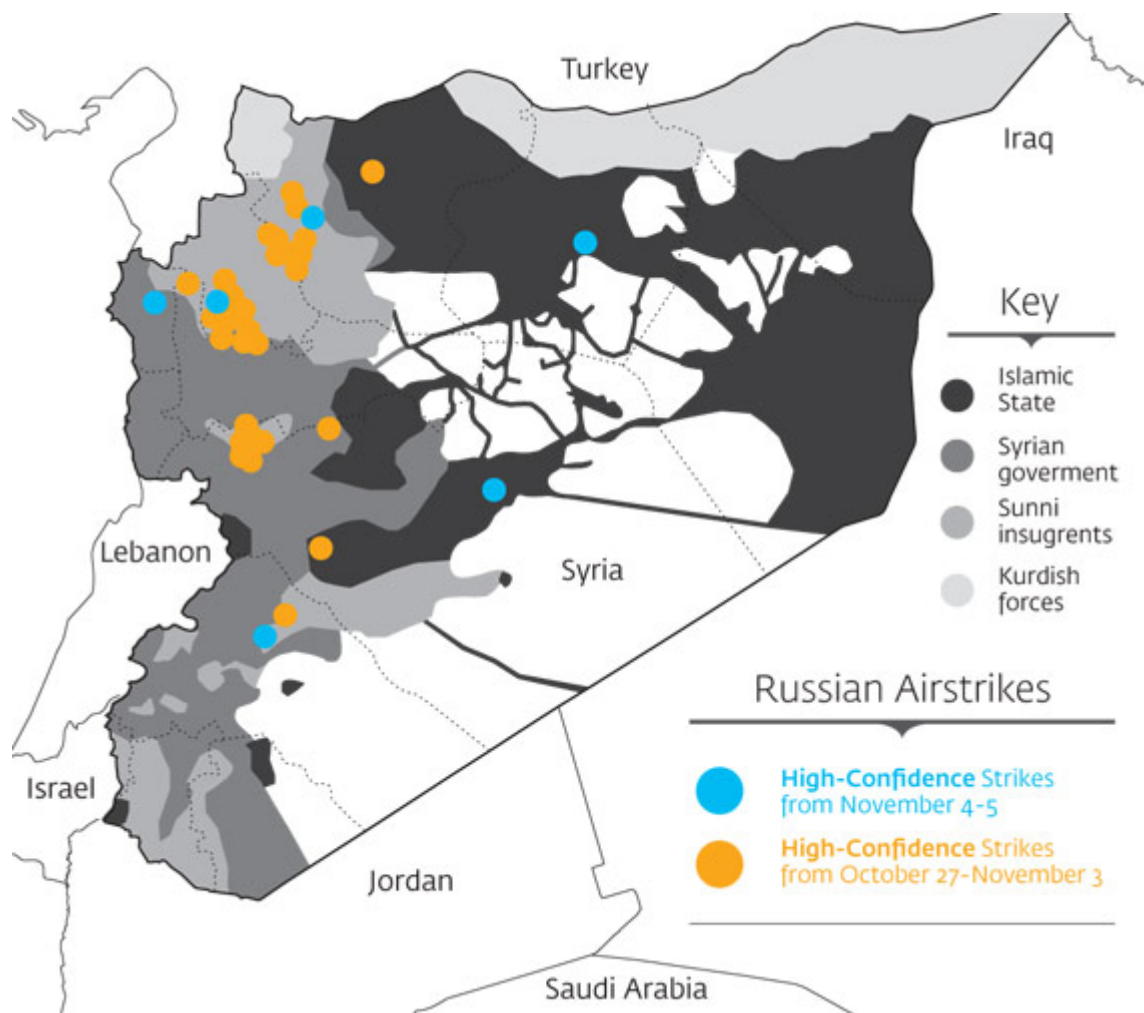 Turkey
Iraq
Key
Islamic
State
Syrian
goverment
Sunni
insugrents
Kurdish
forces
Lebanon
Syria
Russian Airstrikes
High-Confidence Strikes
from November 4-5
Israel
High-Confidence Strikes
from October 27-November 3
Jordan
Saudi Arabia